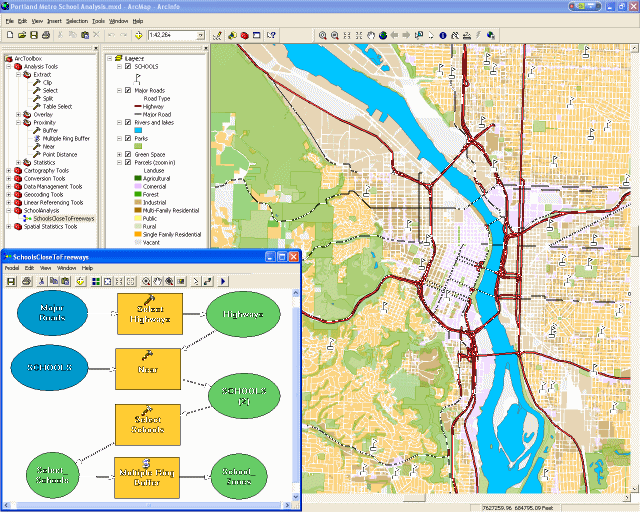 Portland Metro School Analysis.mxd - ArcMap - ArcInfo
File Edit View Insert Selection Tools Window Help
1:42,264
ArcToolbox
Analysis Tools
Extract
Clip
Select
Split
Table Select
Overlay
Proximity
Buffer
Multiple Ring Buffer
Near
Point Distance
Statistics
Cartography Tools
Conversion Tools
Data Management Tools
Geocoding Tools
Linear Referencing Tools
SchoolAnalysis
SchoolsCloseToFreeways
Spatial Statistics Tools
Layers
SCHOOLS
Major Roads
Road Type
Highway
Major Road
Rivers and lakes
Parks
Green Space
Parcels (zoom in)
Landuse
Agricultural
Comercial
Forest
Industrial
Multi-Family Residential
Public
Rural
Single Family Residential
Vacant
SchoolsCloseToFreeways
Model Edit View Window Help
Major
Roads
Select
Highways
Highways
SCHOOLS
Near
SCHOOLS
(2)
Select
Schools
Select_
Schools
Multiple Ring
Buffer
School_
Zones
7627259.96 684795.09 Feet